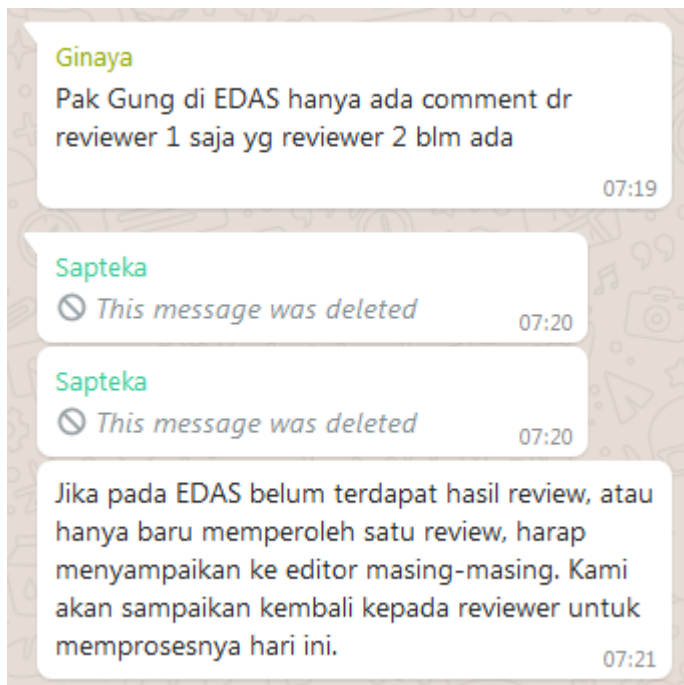 Ginaya
Pak Gung di EDAS hanya ada comment dr
reviewer 1 saja yg reviewer 2 blm ada
07:19
Sapteka
This message was deleted
07:20
Sapteka
This message was deleted
07:20
Jika pada EDAS belum terdapat hasil review, atau
hanya baru memperoleh satu review, harap
menyampaikan ke editor masing-masing. Kami
akan sampaikan kembali kepada reviewer untuk
memprosesnya hari ini.
07:21